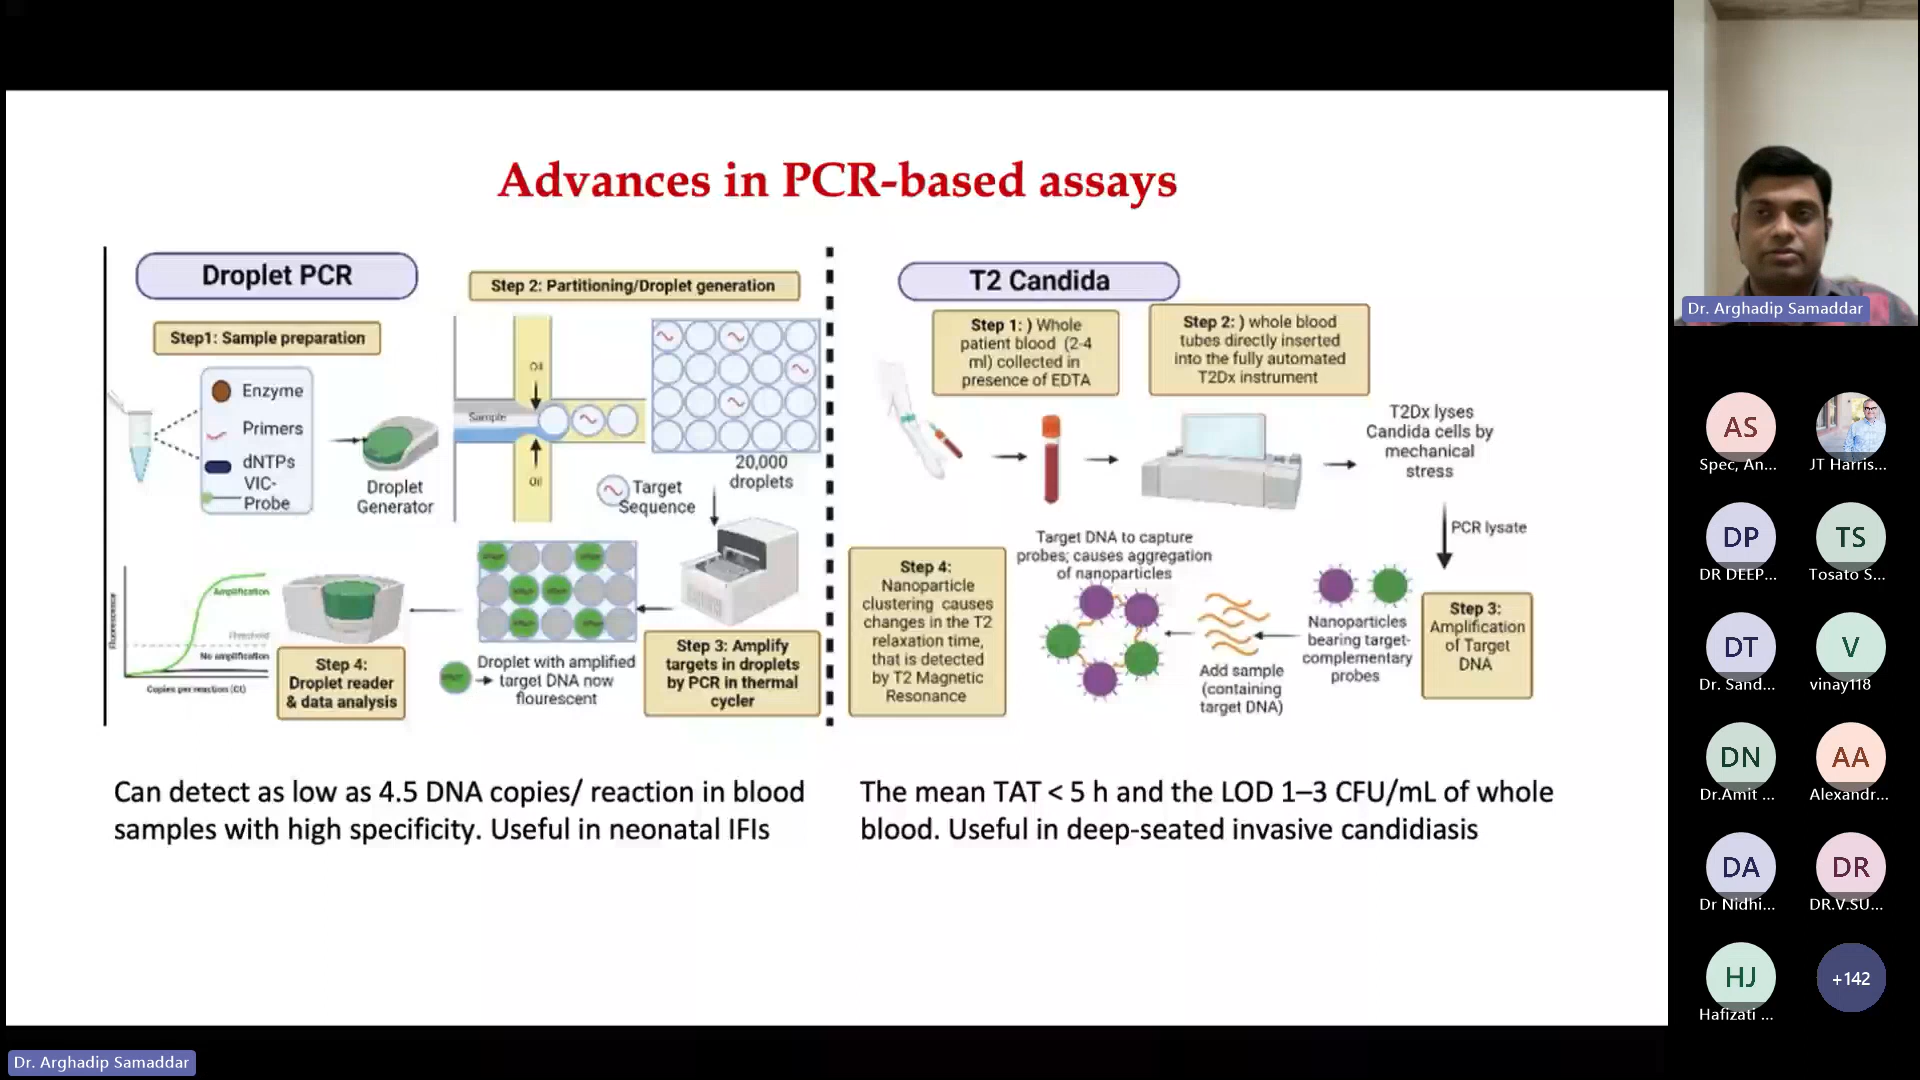 Advances in PCR-based assays
Droplet PCR
Step1: Sample preparation
Enzyme
Primers
dNTPs
VIC-
Probe
Droplet
Generator
Step 2: Partitioning/Droplet generation
Oil
Sample
Oil
20,000
droplets
Target
Sequence
Step 3: Amplify
targets in droplets
by PCR in thermal
cycler
Droplet with amplified
target DNA now
flourescent
Step 4:
Droplet reader
& data analysis
Fluorescence
Amplification
Threshold
No amplification
Copies per reaction (Ct)
T2 Candida
Step 1: ) Whole
patient blood (2-4
ml) collected in
presence of EDTA
Step 2: ) whole blood
tubes directly inserted
into the fully automated
T2Dx instrument
T2Dx lyses
Candida cells by
mechanical
stress
PCR lysate
Step 3:
Amplification
of Target
DNA
Nanoparticles
bearing target-
complementary
probes
Add sample
(containing
target DNA)
Target DNA to capture
probes; causes aggregation
of nanoparticles
Step 4:
Nanoparticle
clustering causes
changes in the T2
relaxation time,
that is detected
by T2 Magnetic
Resonance
Can detect as low as 4.5 DNA copies/ reaction in blood
samples with high specificity. Useful in neonatal IFIs
The mean TAT < 5 h and the LOD 1–3 CFU/mL of whole
blood. Useful in deep-seated invasive candidiasis
Dr. Arghadip Samaddar
AS
Spec, An...
JT Harris...
DP
DR DEEP...
TS
Tosato S...
DT
Dr. Sand...
V
vinay118
DN
Dr.Amit ...
AA
Alexandr...
DA
Dr Nidhi...
DR
DR.V.SU...
HJ
Hafizati ...
+142
Dr. Arghadip Samaddar